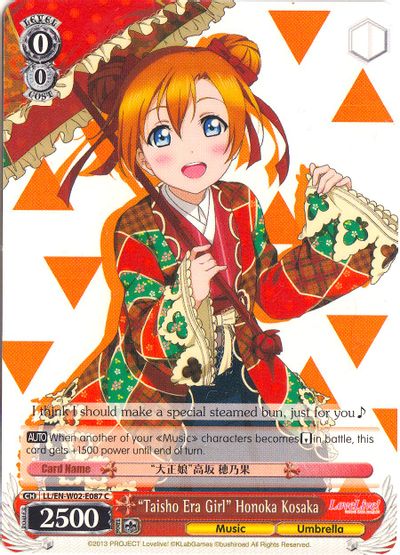 LEVEL
0
0
COST
I think I should make a special steamed bun, just for you♪
AUTO When another of your <Music> characters becomes in battle, this
card gets +1500 power until end of turn.
Card Name "大正娘"高坂 穂乃果
CH LL/EN-W02-E087 C
POWER 2500 "Taisho Era Girl" Honoka Kosaka LoveLive!
Music Umbrella
©2013 PROJECT Lovelive! ©KLabGames ©bushiroad All Rights Reserved.